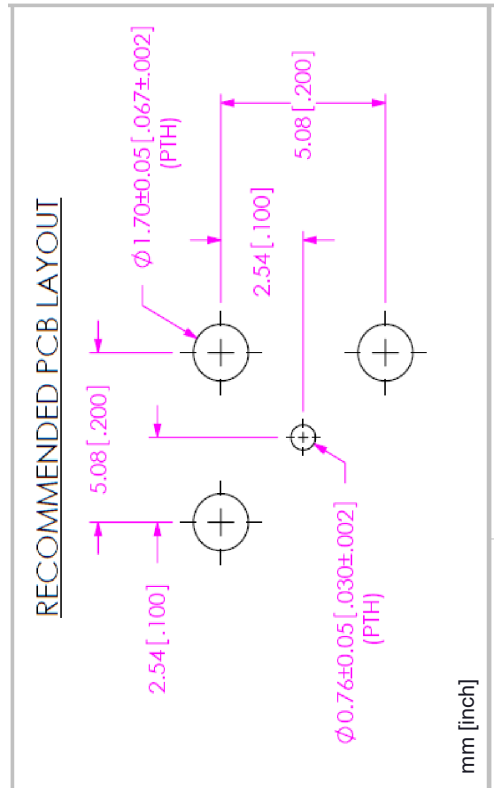 RECOMMENDED PCB LAYOUT
5.08 [.200]
2.54 [.100]
Ø1.70±0.05 [.067±.002]
(PTH)
2.54 [.100]
5.08 [.200]
Ø0.76±0.05 [.030±.002]
(PTH)
mm [inch]